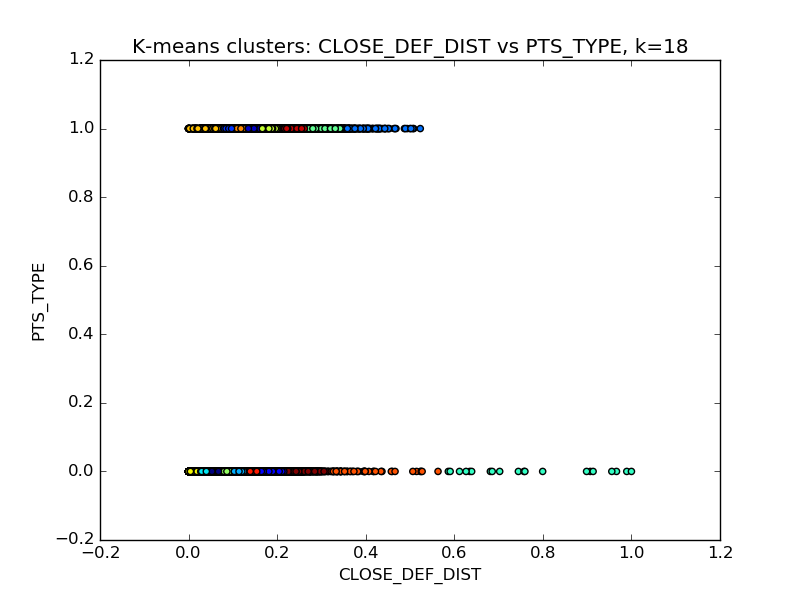 K-means clusters: CLOSE_DEF_DIST vs PTS_TYPE, k=18
1.2
1.0
0.8
0.6
0.4
0.2
0.0
−0.2
PTS_TYPE
−0.2 0.0 0.2 0.4 0.6 0.8 1.0 1.2
CLOSE_DEF_DIST